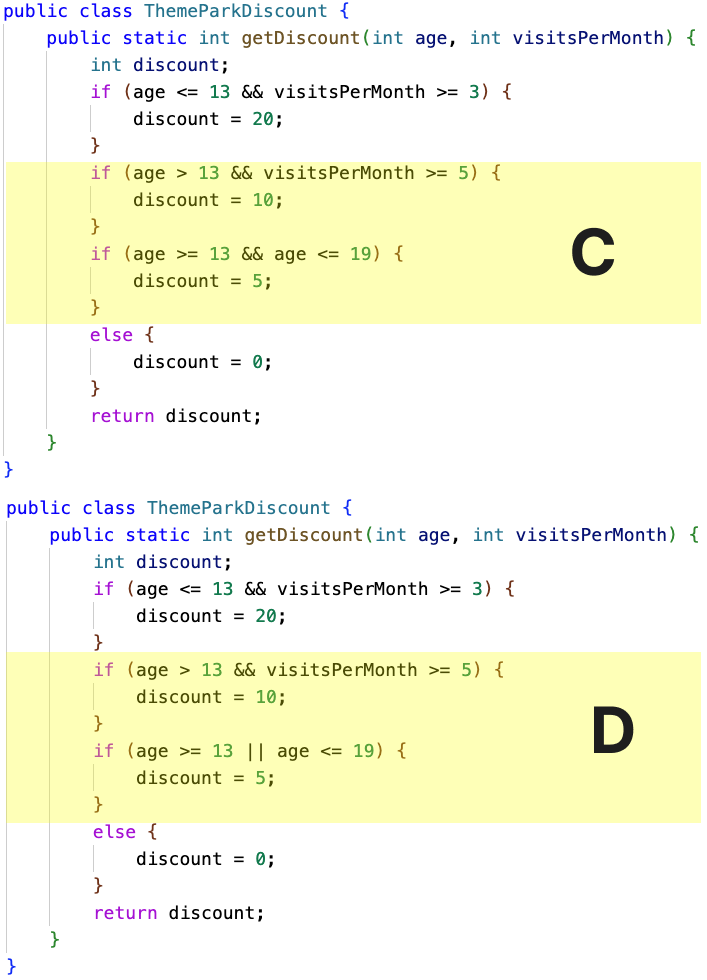 public class ThemeParkDiscount {
    public static int getDiscount(int age, int visitsPerMonth) {
        int discount;
        if (age <= 13 && visitsPerMonth >= 3) {
            discount = 20;
        }
        if (age > 13 && visitsPerMonth >= 5) {
            discount = 10;
        }
        if (age >= 13 && age <= 19) {
            discount = 5;
        }
        else {
            discount = 0;
        }
        return discount;
    }
}
C
public class ThemeParkDiscount {
    public static int getDiscount(int age, int visitsPerMonth) {
        int discount;
        if (age <= 13 && visitsPerMonth >= 3) {
            discount = 20;
        }
        if (age > 13 && visitsPerMonth >= 5) {
            discount = 10;
        }
        if (age >= 13 || age <= 19) {
            discount = 5;
        }
        else {
            discount = 0;
        }
        return discount;
    }
}
D